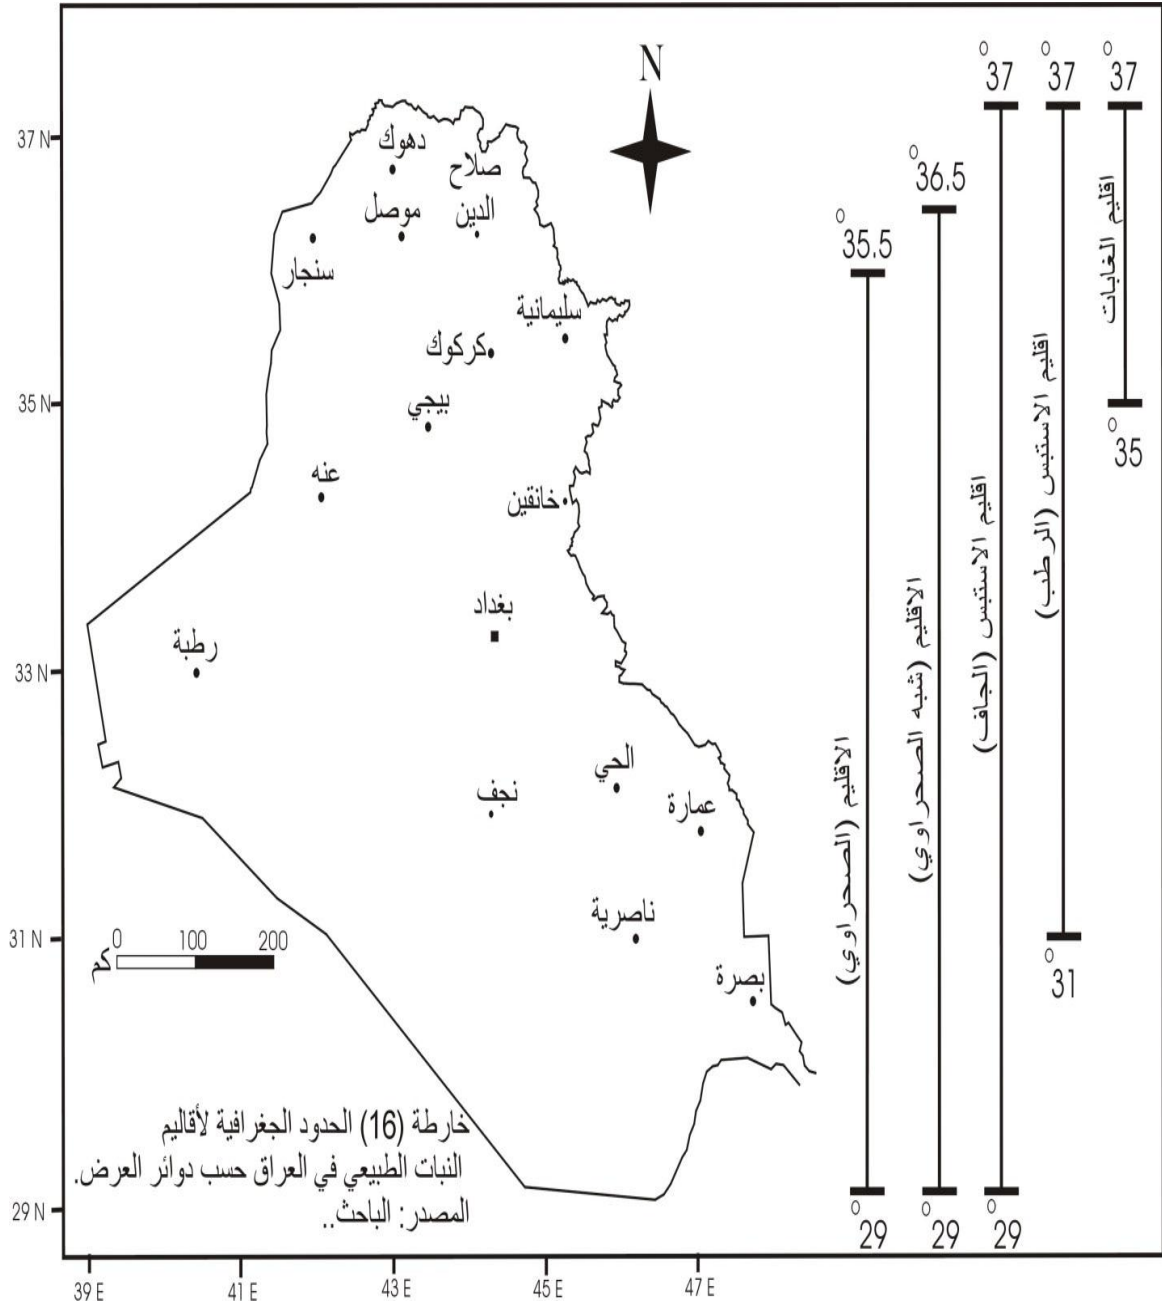 N
37 N
35 N
33 N
31 N
29 N
39 E
41 E
43 E
45 E
47 E
دهوك
صلاح
الدين
موصل
سنجار
سليمانية
كركوك
بيجي
عنه
خانقين
بغداد
رطبة
الحي
نجف
عمارة
ناصرية
بصرة
0 100 200
كم
37°
اقليم الغابات
35°
37°
اقليم الاستبس (الرطب)
31°
37°
اقليم الاستبس (الجاف)
29°
36.5°
الاقليم (شبه الصحراوي)
29°
35.5°
الاقليم (الصحراوي)
29°
خارطة (16) الحدود الجغرافية لأقاليم
النبات الطبيعي في العراق حسب دوائر العرض.
المصدر: الباحث..